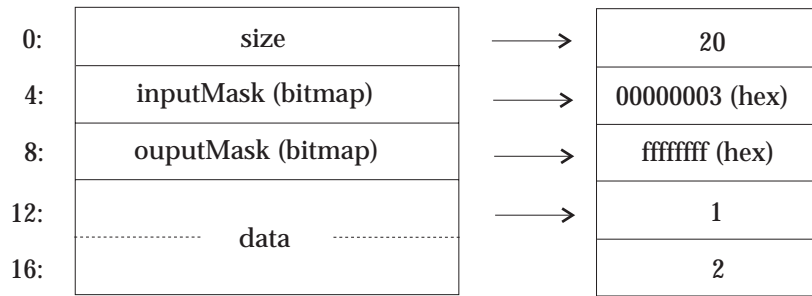 0: size 20
4: inputMask (bitmap) 00000003 (hex)
8: ouputMask (bitmap) ffffffff (hex)
12: 1
data
16: 2